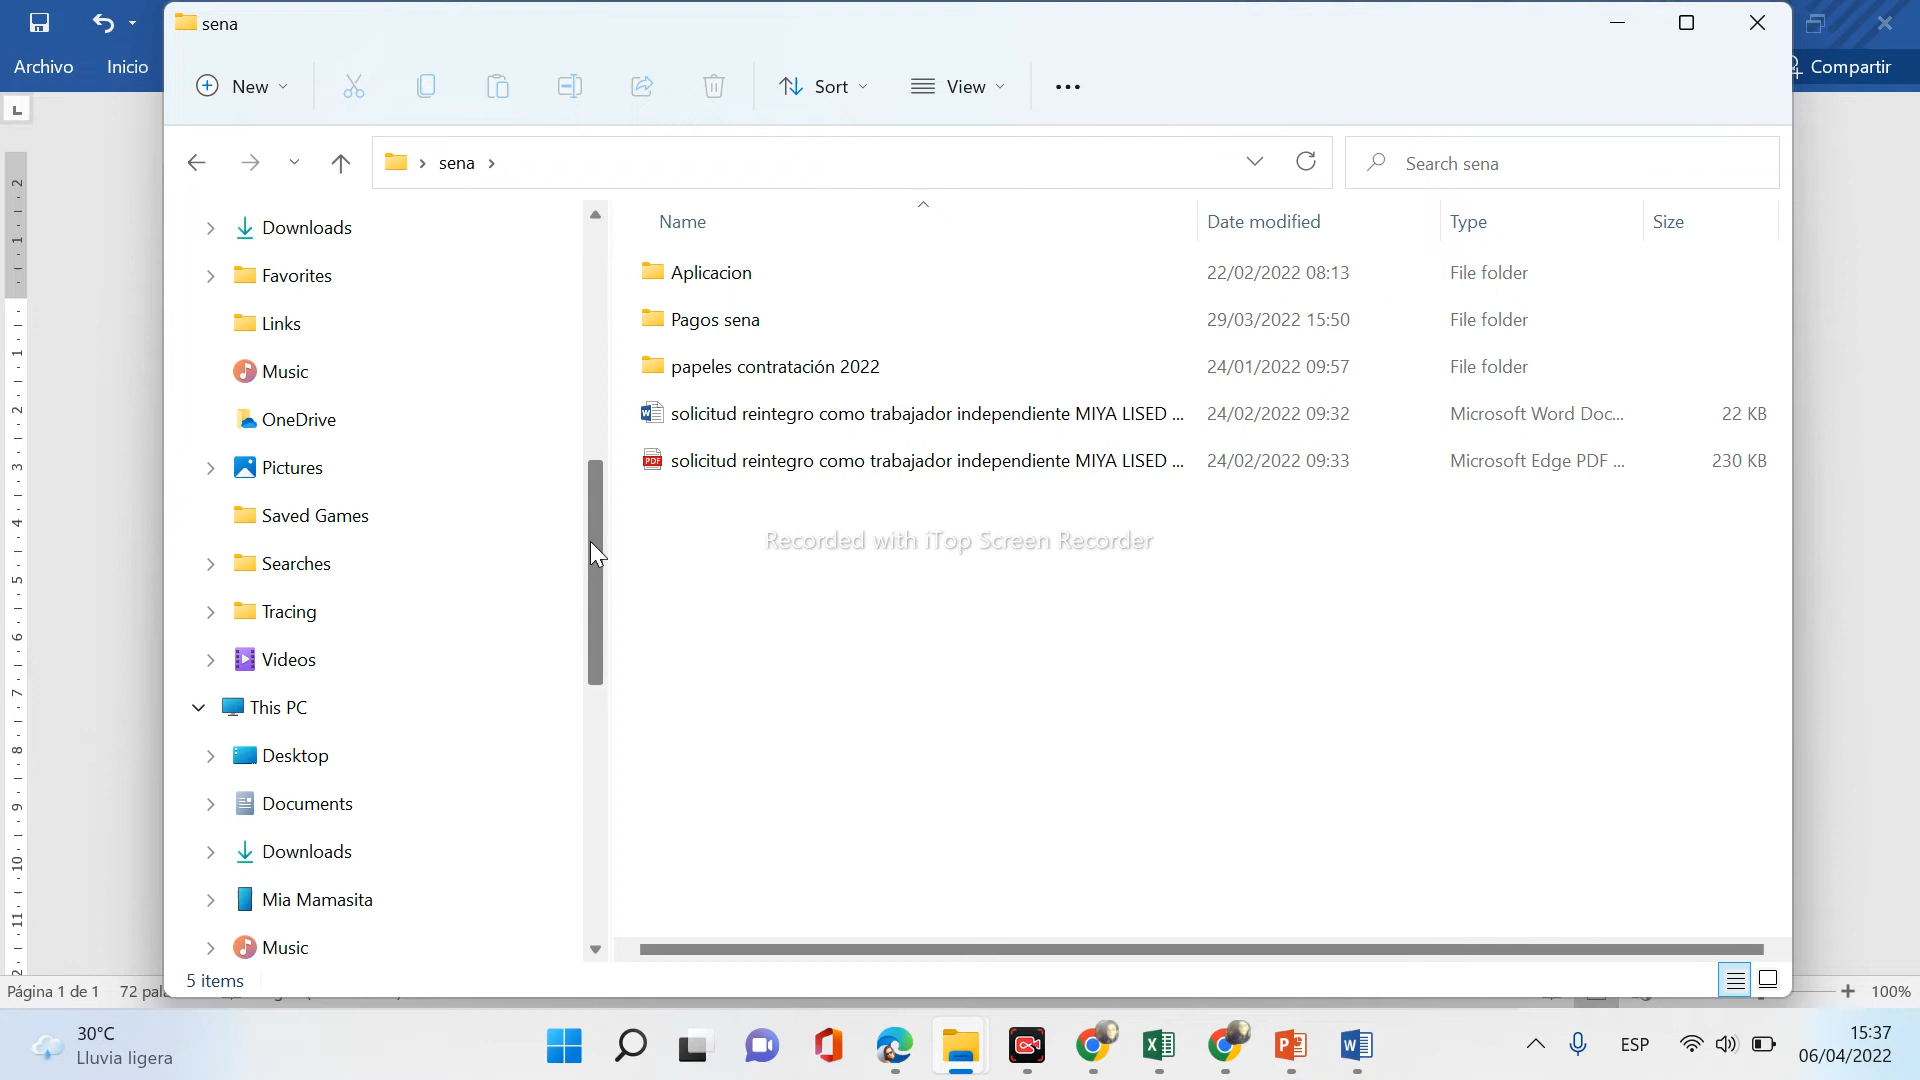 sena
Archivo
Inicio
Compartir
New
Sort
View
sena
Search sena
Name
Date modified
Type
Size
Downloads
Favorites
Links
Music
OneDrive
Pictures
Saved Games
Searches
Tracing
Videos
This PC
Desktop
Documents
Downloads
Mia Mamasita
Music
Aplicacion 22/02/2022 08:13 File folder
Pagos sena 29/03/2022 15:50 File folder
papeles contratación 2022 24/01/2022 09:57 File folder
solicitud reintegro como trabajador independiente MIYA LISED ... 24/02/2022 09:32 Microsoft Word Doc... 22 KB
solicitud reintegro como trabajador independiente MIYA LISED ... 24/02/2022 09:33 Microsoft Edge PDF ... 230 KB
Recorded with iTop Screen Recorder
5 items
Página 1 de 1 72 pala
100%
30°C
Lluvia ligera
ESP
15:37
06/04/2022